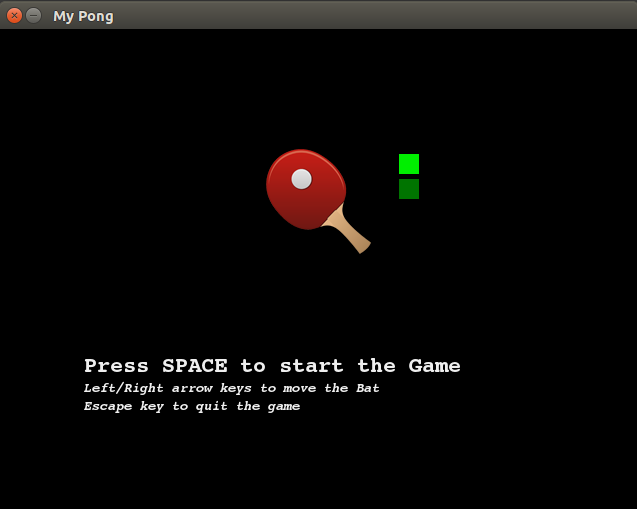 My Pong
Press SPACE to start the Game
Left/Right arrow keys to move the Bat
Escape key to quit the game